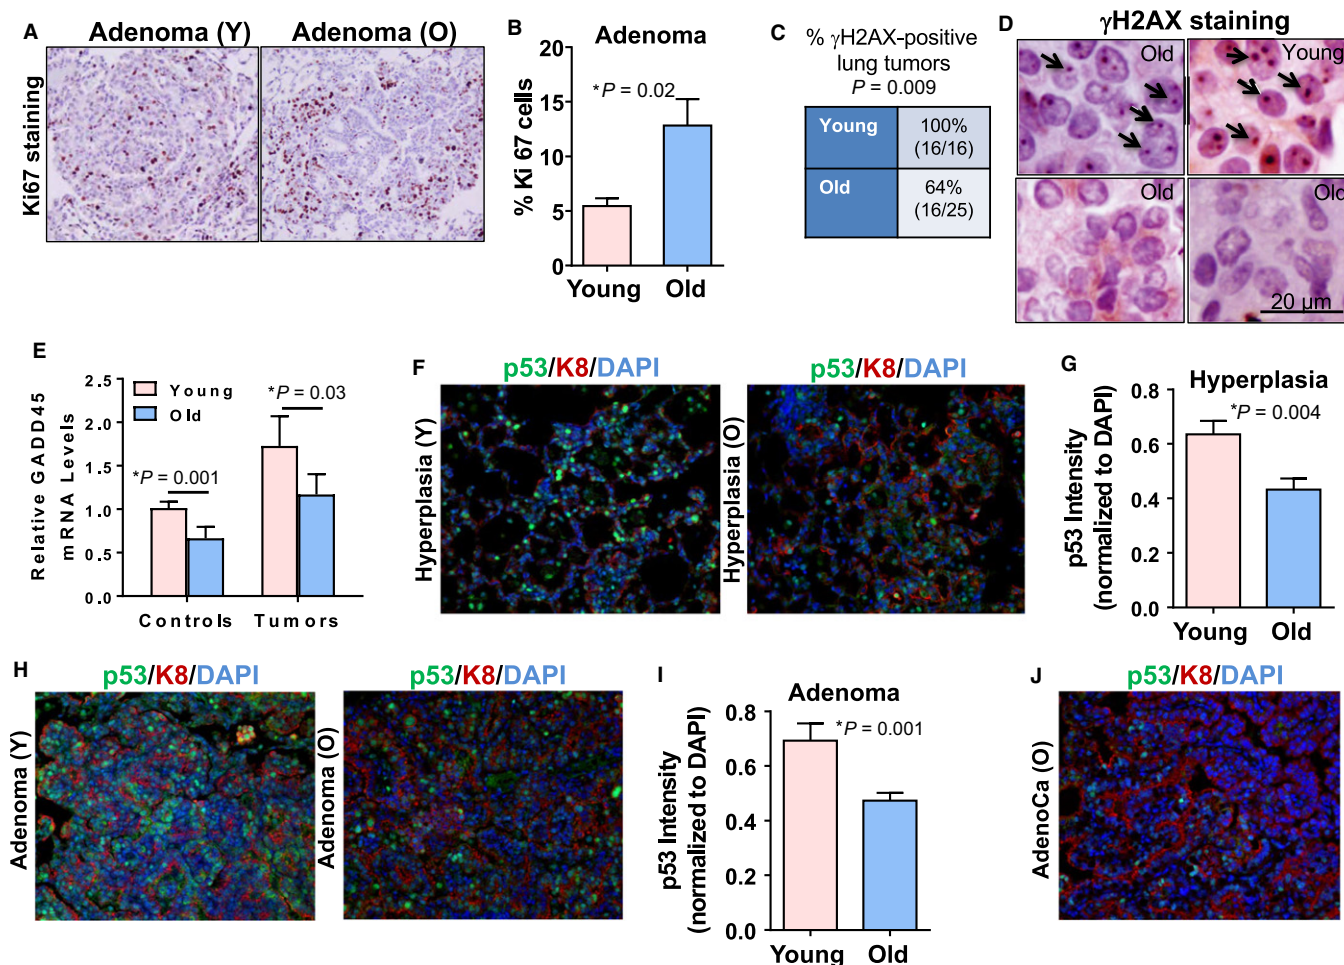 A
Adenoma (Y)
Adenoma (O)
Ki67 staining
B
Adenoma
% Ki 67 cells
20
15
10
5
0
*P = 0.02
Young
Old
C
% γH2AX-positive
lung tumors
P = 0.009
Young
100%
(16/16)
Old
64%
(16/25)
D
γH2AX staining
Old
Young
Old
Old
20 µm
E
Relative GADD45
mRNA Levels
2.5
2.0
1.5
1.0
0.5
0.0
Young
Old
*P = 0.001
*P = 0.03
Controls
Tumors
F
p53/K8/DAPI
p53/K8/DAPI
Hyperplasia (Y)
Hyperplasia (O)
G
Hyperplasia
p53 Intensity
(normalized to DAPI)
0.8
0.6
0.4
0.2
0.0
*P = 0.004
Young
Old
H
p53/K8/DAPI
p53/K8/DAPI
Adenoma (Y)
Adenoma (O)
I
Adenoma
p53 Intensity
(normalized to DAPI)
0.8
0.6
0.4
0.2
0.0
*P = 0.001
Young
Old
J
p53/K8/DAPI
AdenoCa (O)